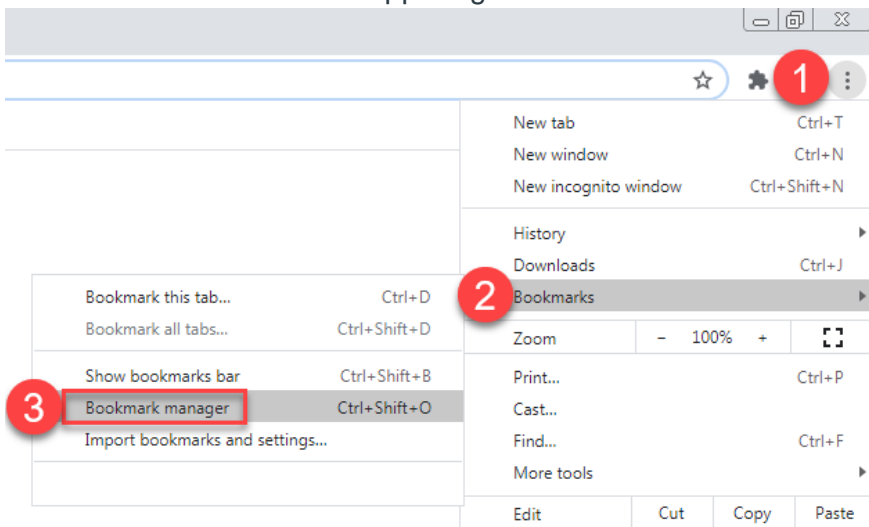 1
New tab Ctrl+T
New window Ctrl+N
New incognito window Ctrl+Shift+N
History
Downloads Ctrl+J
2 Bookmarks
Zoom - 100% +
Print... Ctrl+P
Cast...
Find... Ctrl+F
More tools
Edit Cut Copy Paste
Bookmark this tab... Ctrl+D
Bookmark all tabs... Ctrl+Shift+D
Show bookmarks bar Ctrl+Shift+B
3 Bookmark manager Ctrl+Shift+O
Import bookmarks and settings...